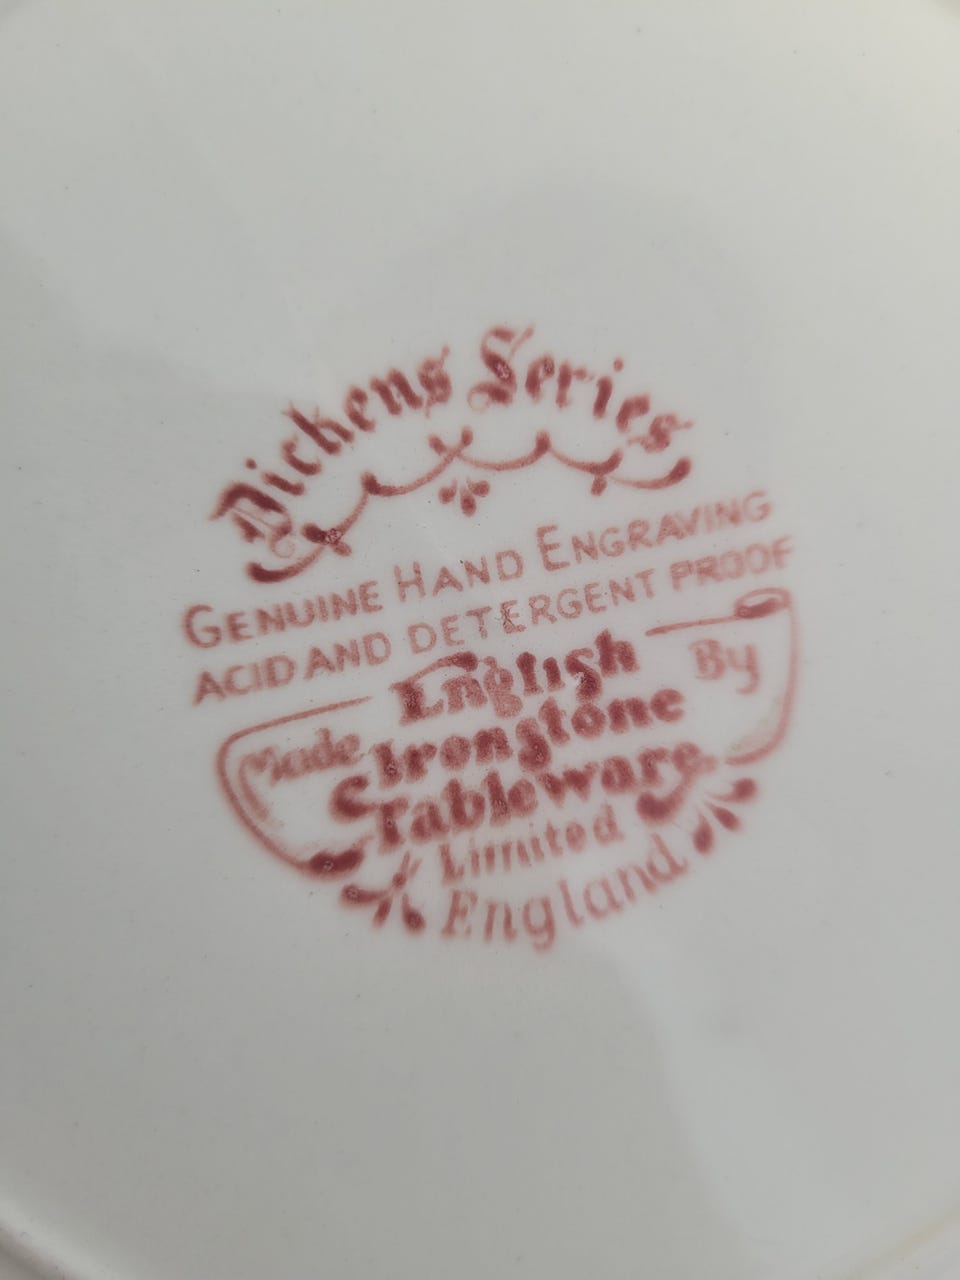 Dickens Series
GENUINE HAND ENGRAVING
ACID AND DETERGENT PROOF
Made English By
Ironstone
Tableware
Limited
England